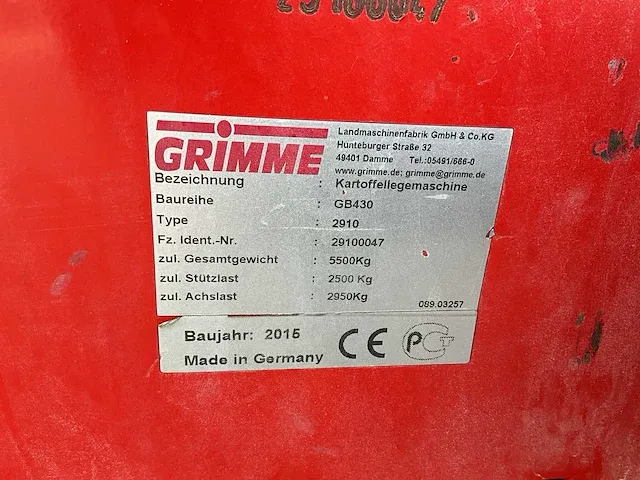 29100047
GRIMME
Landmaschinenfabrik GmbH & Co.KG
Hunteburger Straße 32
49401 Damme Tel.:05491/666-0
www.grimme.de; grimme@grimme.de
Bezeichnung : Kartoffellegemaschine
Baureihe : GB430
Type : 2910
Fz. Ident.-Nr. : 29100047
zul. Gesamtgewicht : 5500Kg
zul. Stützlast : 2500 Kg
zul. Achslast : 2950Kg
089.03257
Baujahr: 2015
Made in Germany
CE
PCT